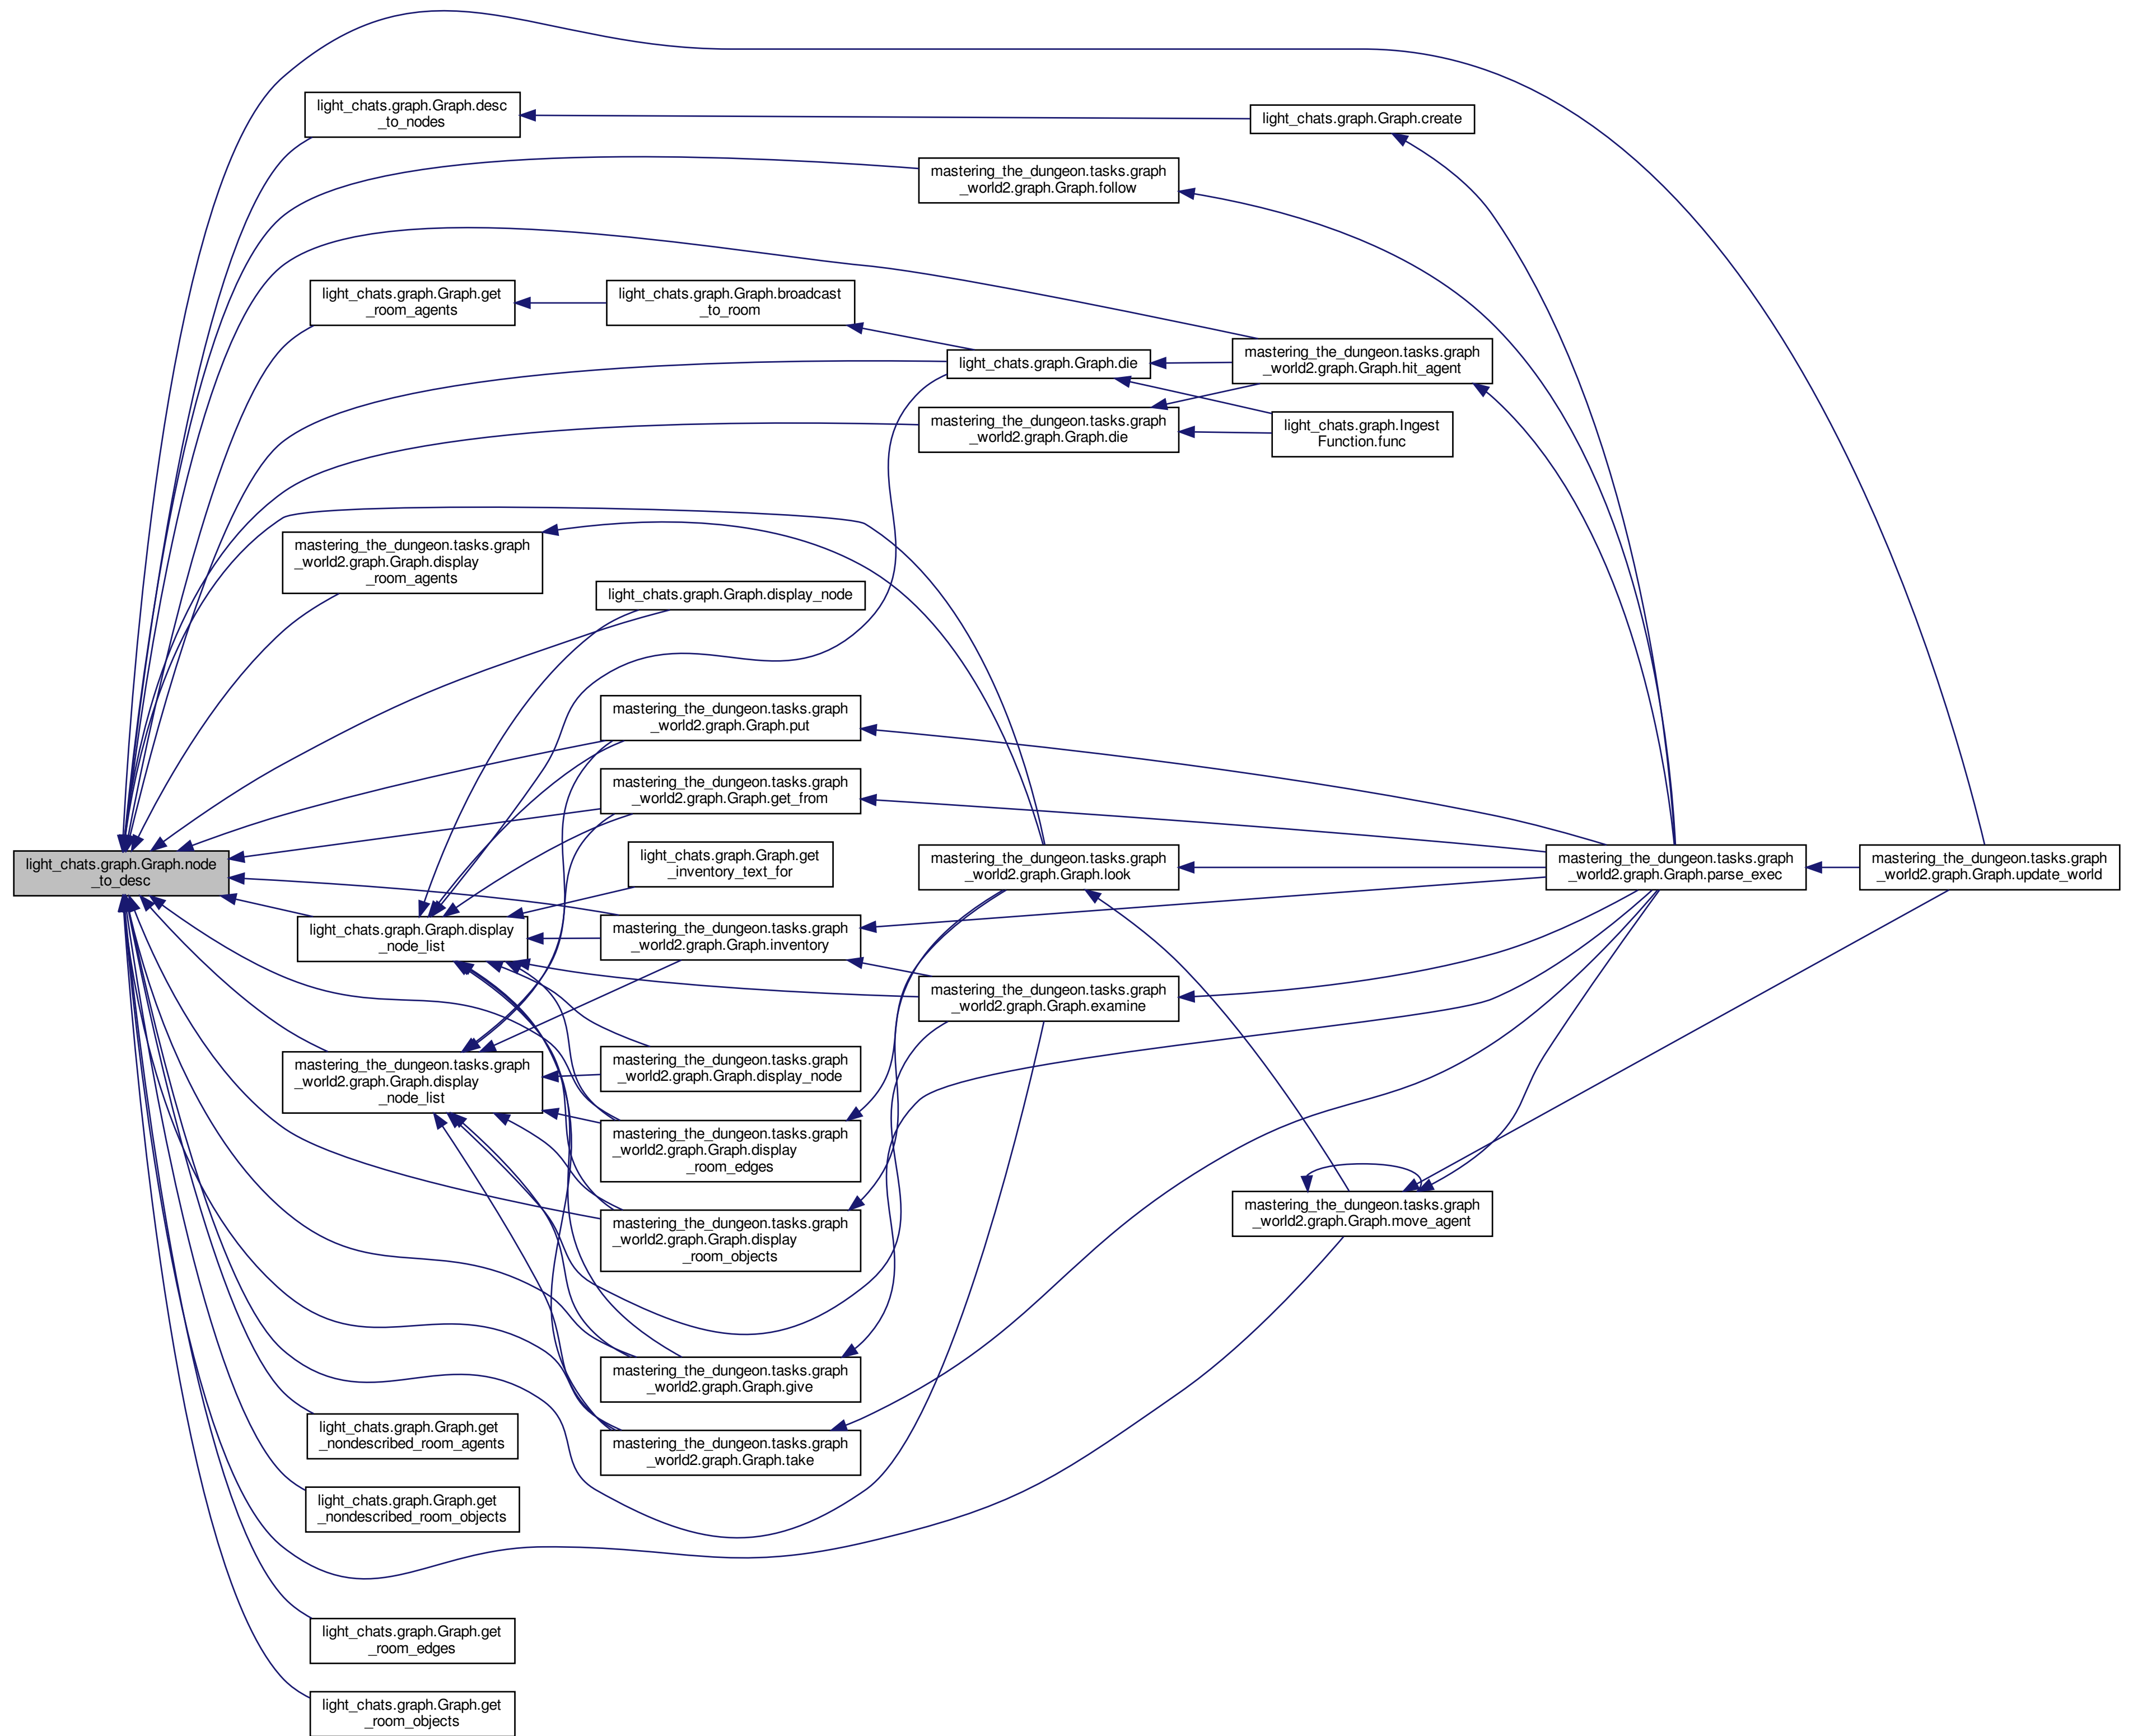 light_chats.graph.Graph.desc
_to_nodes
light_chats.graph.Graph.create
mastering_the_dungeon.tasks.graph
_world2.graph.Graph.follow
light_chats.graph.Graph.get
_room_agents
light_chats.graph.Graph.broadcast
_to_room
light_chats.graph.Graph.die
mastering_the_dungeon.tasks.graph
_world2.graph.Graph.hit_agent
mastering_the_dungeon.tasks.graph
_world2.graph.Graph.die
light_chats.graph.Ingest
Function.func
mastering_the_dungeon.tasks.graph
_world2.graph.Graph.display
_room_agents
light_chats.graph.Graph.display_node
mastering_the_dungeon.tasks.graph
_world2.graph.Graph.put
mastering_the_dungeon.tasks.graph
_world2.graph.Graph.get_from
light_chats.graph.Graph.node
_to_desc
light_chats.graph.Graph.get
_inventory_text_for
mastering_the_dungeon.tasks.graph
_world2.graph.Graph.look
mastering_the_dungeon.tasks.graph
_world2.graph.Graph.parse_exec
mastering_the_dungeon.tasks.graph
_world2.graph.Graph.update_world
light_chats.graph.Graph.display
_node_list
mastering_the_dungeon.tasks.graph
_world2.graph.Graph.inventory
mastering_the_dungeon.tasks.graph
_world2.graph.Graph.examine
mastering_the_dungeon.tasks.graph
_world2.graph.Graph.display
_node_list
mastering_the_dungeon.tasks.graph
_world2.graph.Graph.display_node
mastering_the_dungeon.tasks.graph
_world2.graph.Graph.display
_room_edges
mastering_the_dungeon.tasks.graph
_world2.graph.Graph.move_agent
mastering_the_dungeon.tasks.graph
_world2.graph.Graph.display
_room_objects
mastering_the_dungeon.tasks.graph
_world2.graph.Graph.give
light_chats.graph.Graph.get
_nondescribed_room_agents
mastering_the_dungeon.tasks.graph
_world2.graph.Graph.take
light_chats.graph.Graph.get
_nondescribed_room_objects
light_chats.graph.Graph.get
_room_edges
light_chats.graph.Graph.get
_room_objects